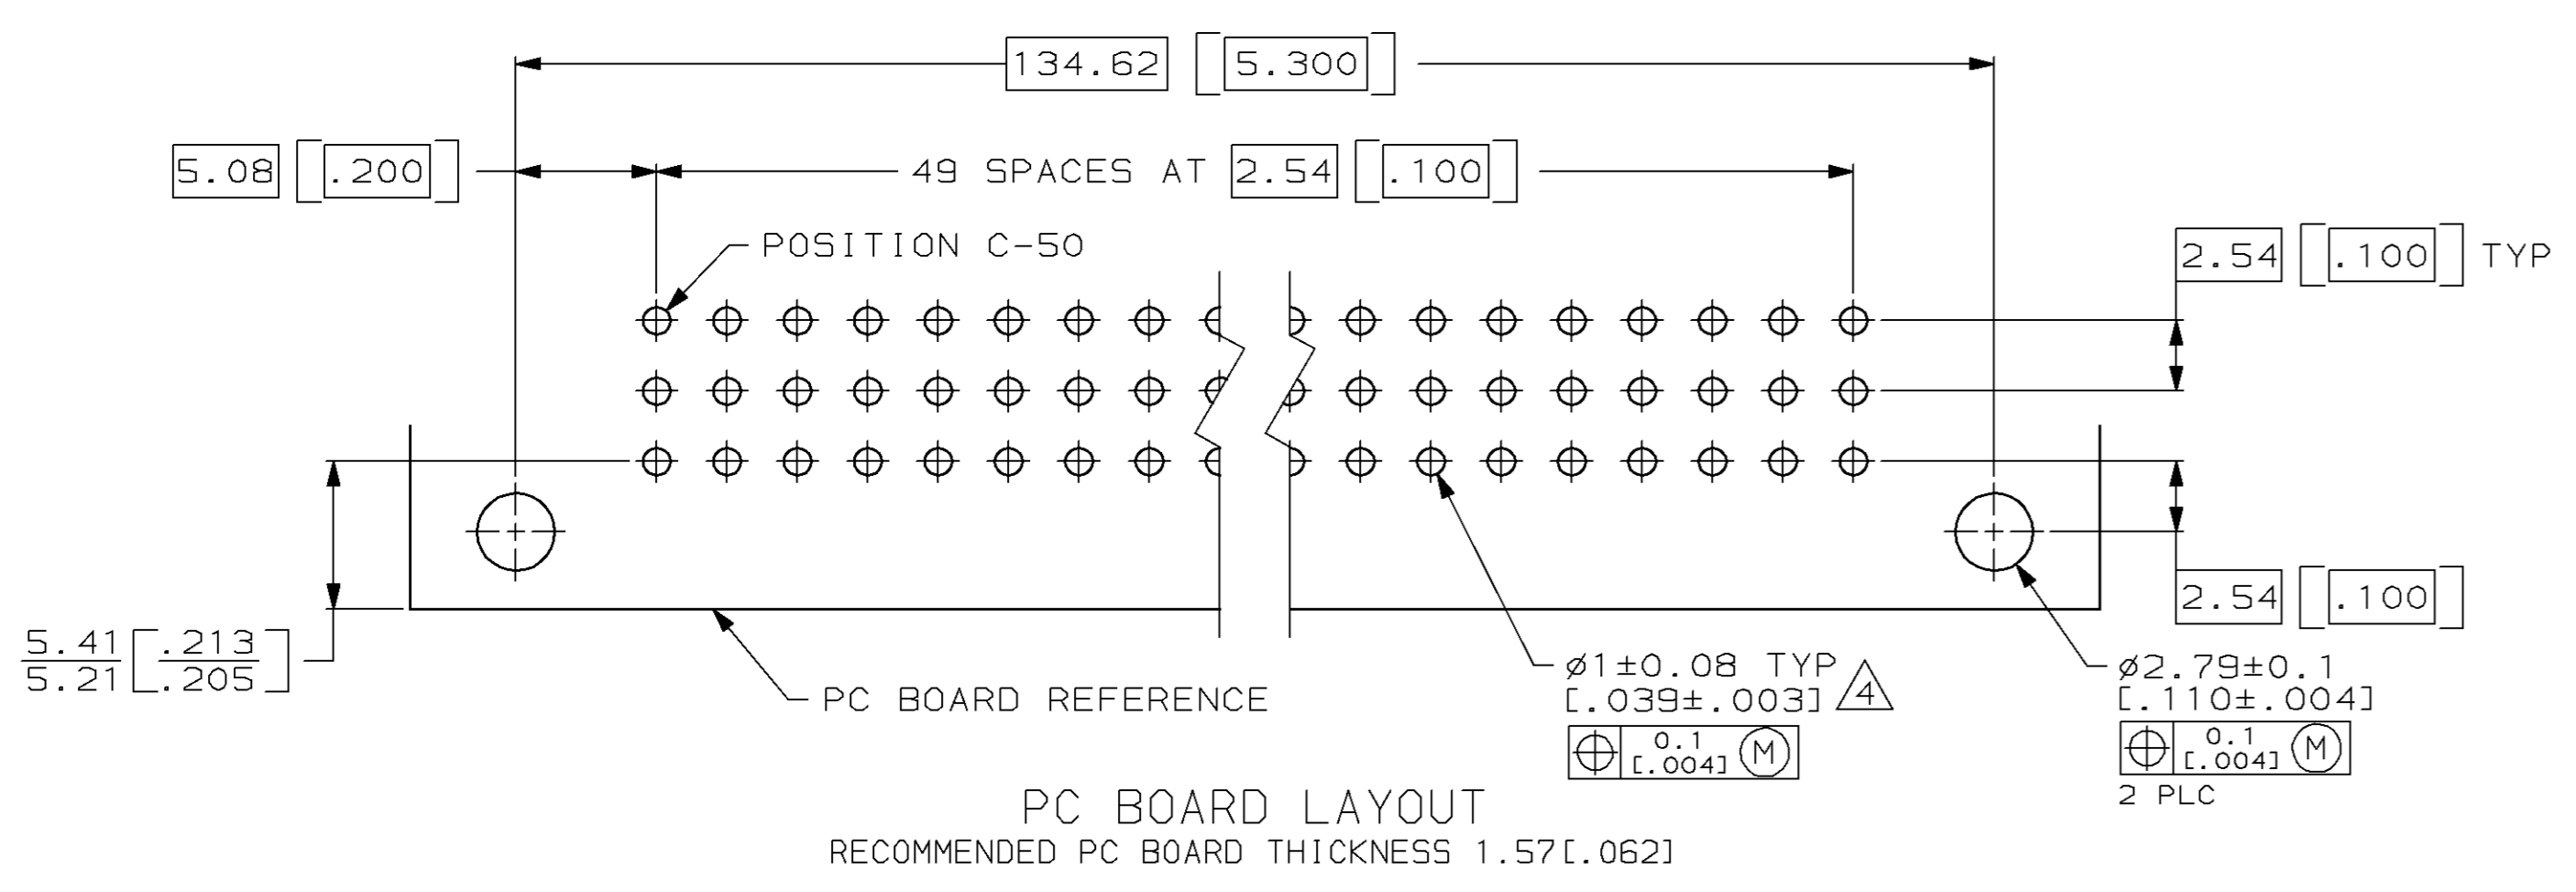 134.62 [5.300]
5.08 [.200]
49 SPACES AT 2.54 [.100]
POSITION C-50
2.54 [.100] TYP
2.54 [.100]
5.41 [.213
5.21 .205]
PC BOARD REFERENCE
ø1±0.08 TYP
[.039±.003] 4
0.1
[.004] M
ø2.79±0.1
[.110±.004]
0.1
[.004] M
2 PLC
PC BOARD LAYOUT
RECOMMENDED PC BOARD THICKNESS 1.57[.062]